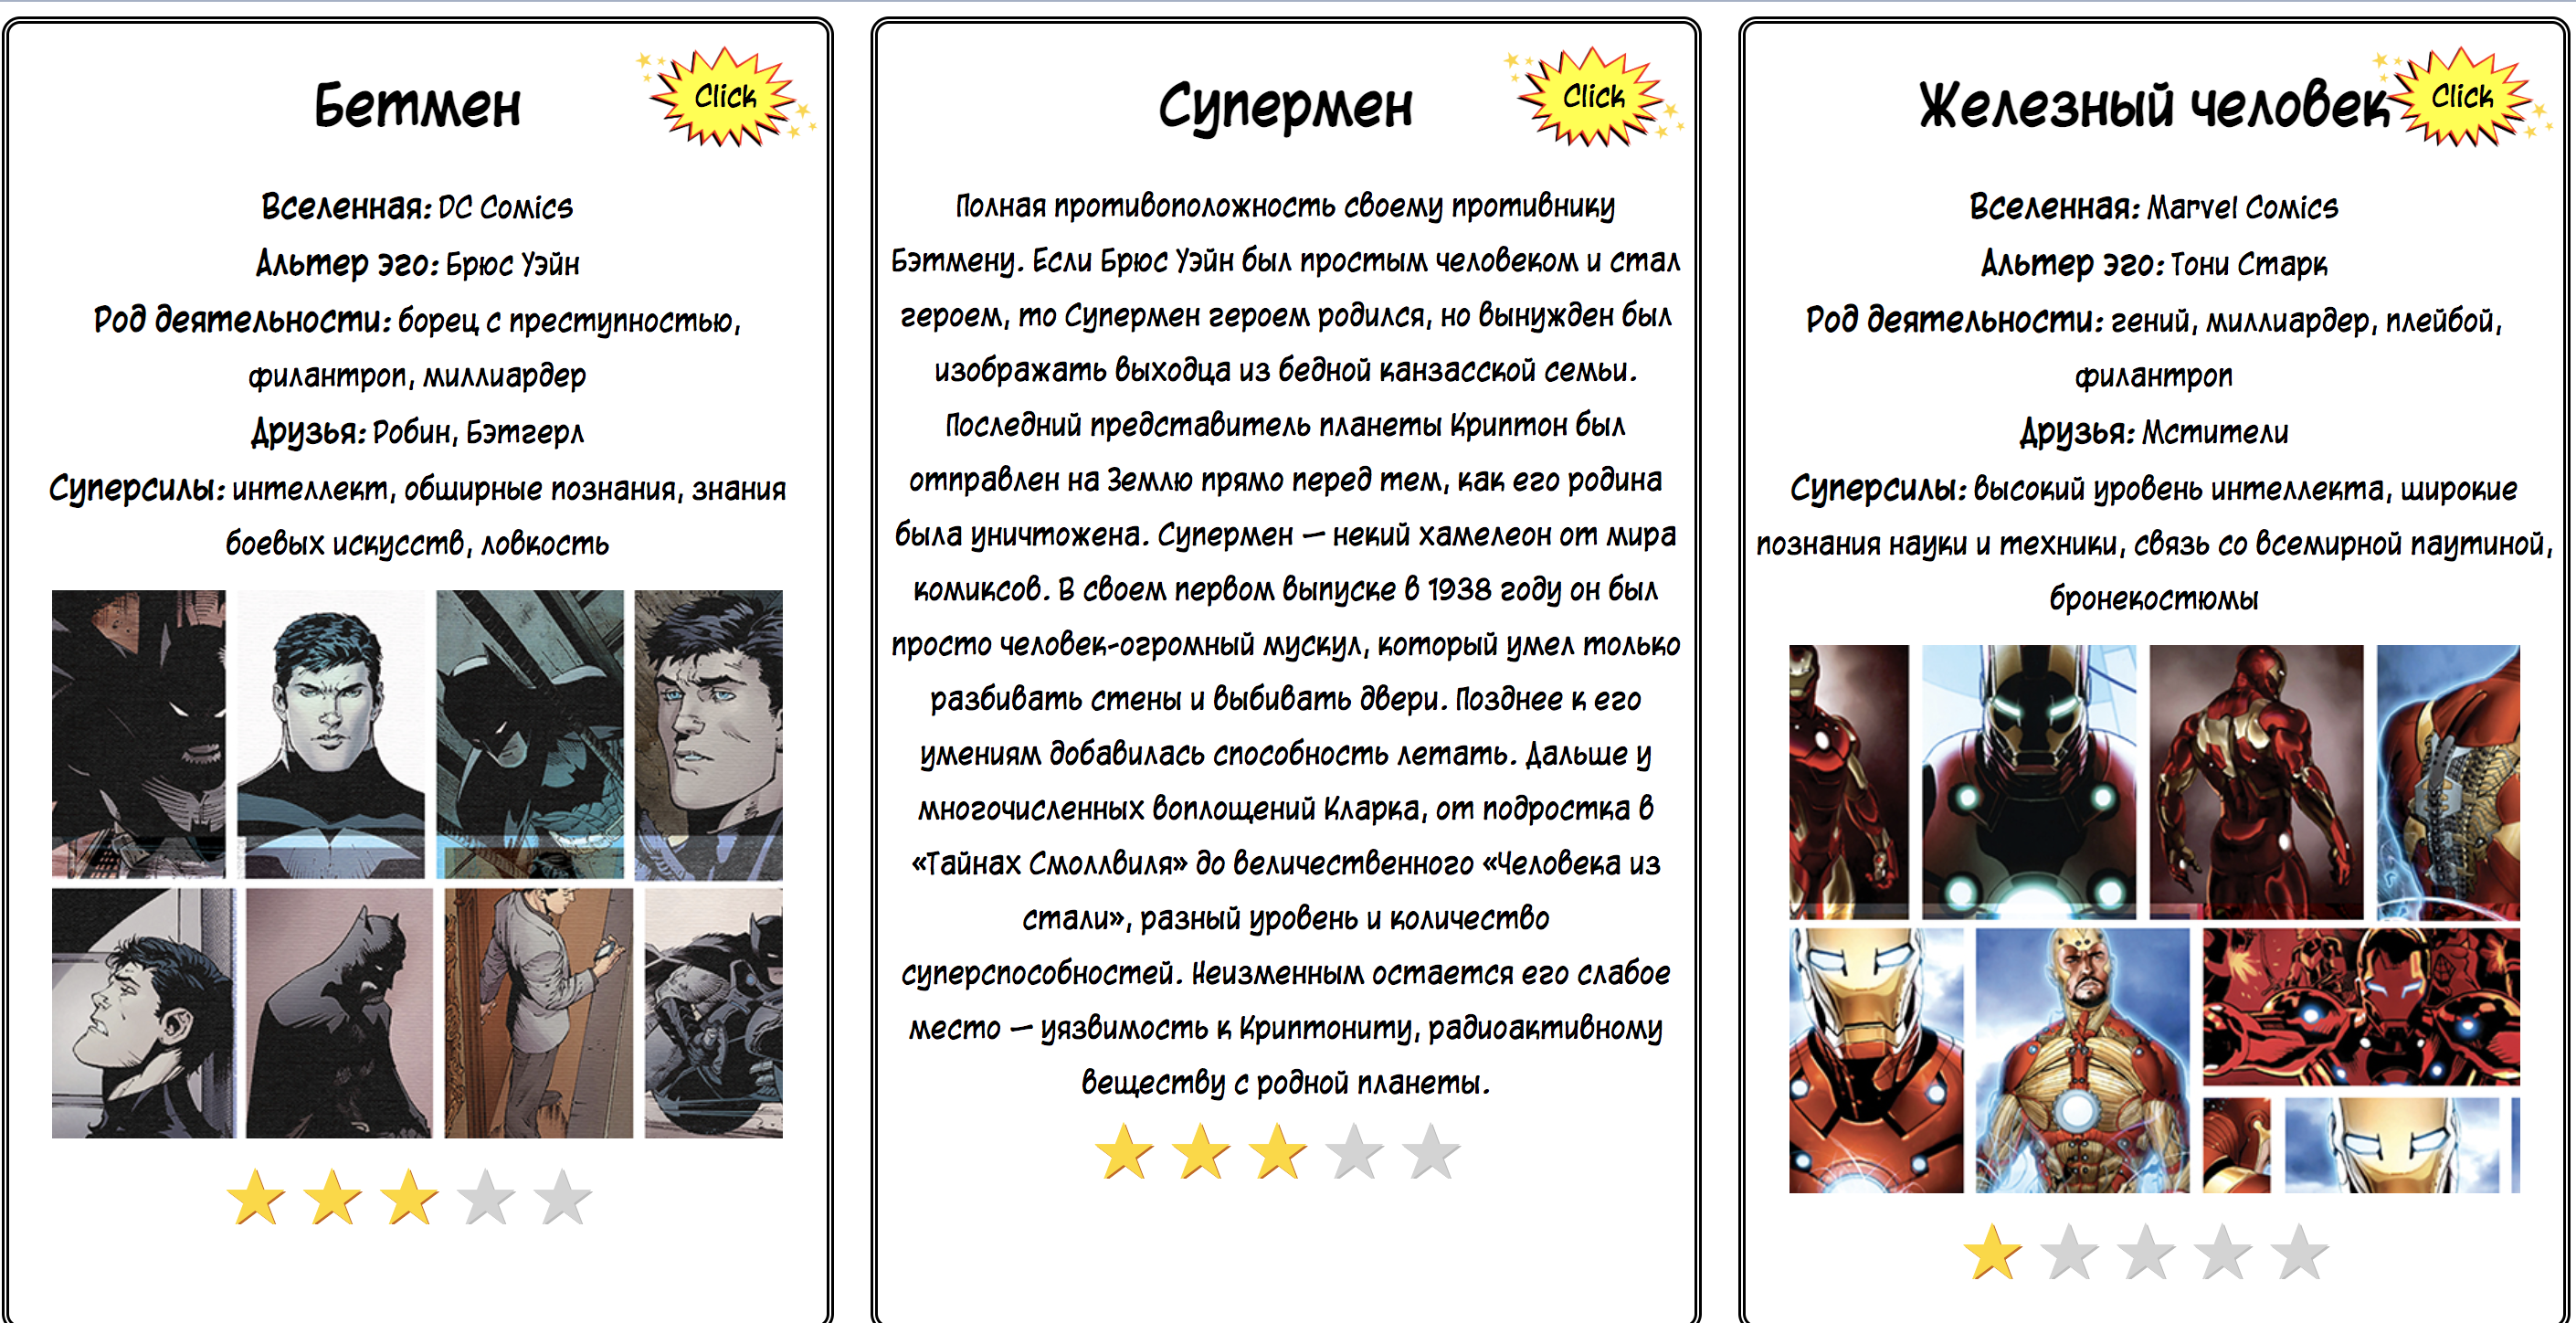 Бетмен
Click
Вселенная: DC Comics
Альтер эго: Брюс Уэйн
Род деятельности: борец с преступностью,
филантроп, миллиардер
Друзья: Робин, Бэтгерл
Суперсилы: интеллект, обширные познания, знания
боевых искусств, ловкость
Супермен
Click
Полная противоположность своему противнику
Бэтмену. Если Брюс Уэйн был простым человеком и стал
героем, то Супермен героем родился, но вынужден был
изображать выходца из бедной канзасской семьи.
Последний представитель планеты Криптон был
отправлен на Землю прямо перед тем, как его родина
была уничтожена. Супермен — некий хамелеон от мира
комиксов. В своем первом выпуске в 1938 году он был
просто человек-огромный мускул, который умел только
разбивать стены и выбивать двери. Позднее к его
умениям добавилась способность летать. Дальше у
многочисленных воплощений Кларка, от подростка в
«Тайнах Смоллвиля» до величественного «Человека из
стали», разный уровень и количество
суперспособностей. Неизменным остается его слабое
место — уязвимость к Криптониту, радиоактивному
веществу с родной планеты.
Железный человек
Click
Вселенная: Marvel Comics
Альтер эго: Тони Старк
Род деятельности: гений, миллиардер, плейбой,
филантроп
Друзья: Мстители
Суперсилы: высокий уровень интеллекта, широкие
познания науки и техники, связь со всемирной паутиной,
бронекостюмы